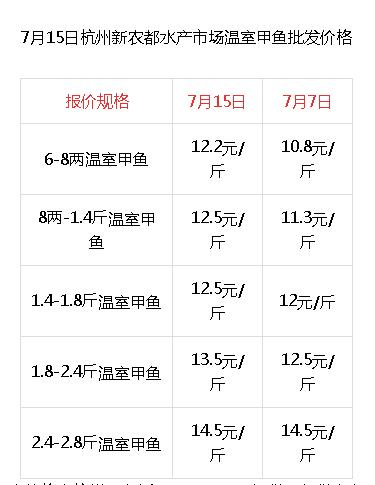 7月15日杭州新农都水产市场温室甲鱼批发价格
报价规格 7月15日 7月7日
6-8两温室甲鱼 12.2元/斤 10.8元/斤
8两-1.4斤温室甲鱼 12.5元/斤 11.3元/斤
1.4-1.8斤温室甲鱼 12.5元/斤 12元/斤
1.8-2.4斤温室甲鱼 13.5元/斤 12.5元/斤
2.4-2.8斤温室甲鱼 14.5元/斤 14.5元/斤